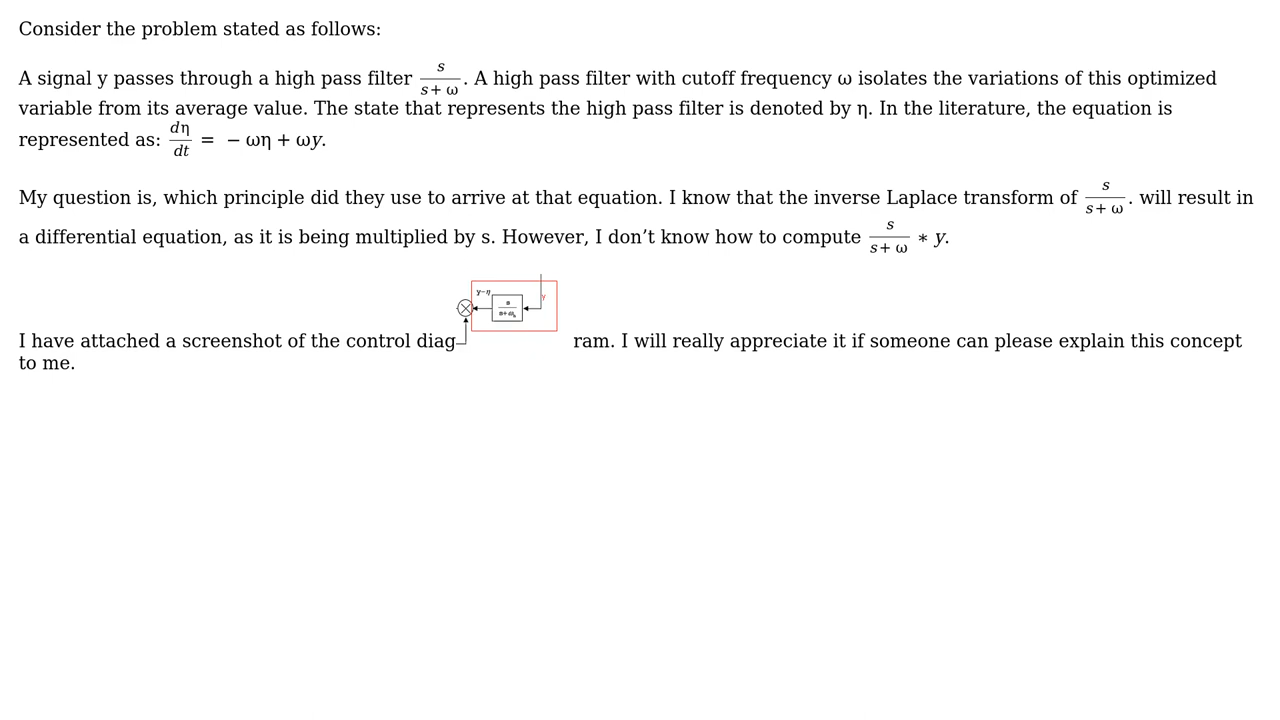 Consider the problem stated as follows:
A signal y passes through a high pass filter s/(s + ω). A high pass filter with cutoff frequency ω isolates the variations of this optimized
variable from its average value. The state that represents the high pass filter is denoted by η. In the literature, the equation is
represented as: dη/dt = − ωη + ωy.
My question is, which principle did they use to arrive at that equation. I know that the inverse Laplace transform of s/(s + ω). will result in
a differential equation, as it is being multiplied by s. However, I don’t know how to compute s/(s + ω) ∗ y.
y−η
s/(s+ω_h)
y
I have attached a screenshot of the control diag ram. I will really appreciate it if someone can please explain this concept
to me.